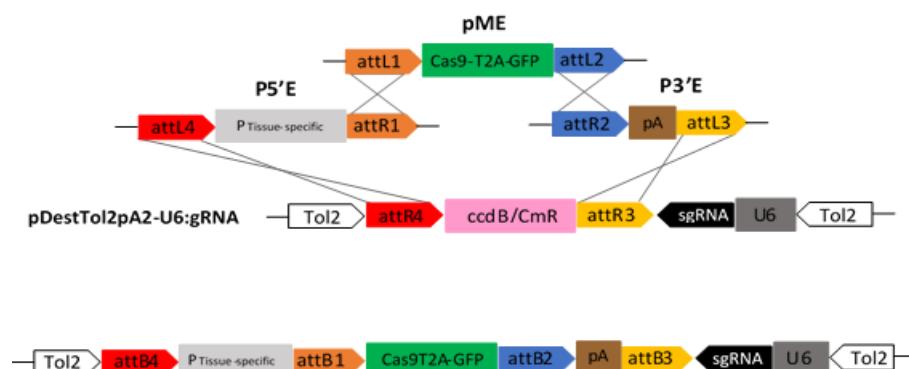 pME
attL1 Cas9-T2A-GFP attL2
P5'E P3'E
attL4 P Tissue-specific attR1 attR2 pA attL3
pDestTol2pA2-U6:gRNA Tol2 attR4 ccdB/CmR attR3 sgRNA U6 Tol2
Tol2 attB4 P Tissue-specific attB1 Cas9T2A-GFP attB2 pA attB3 sgRNA U6 Tol2